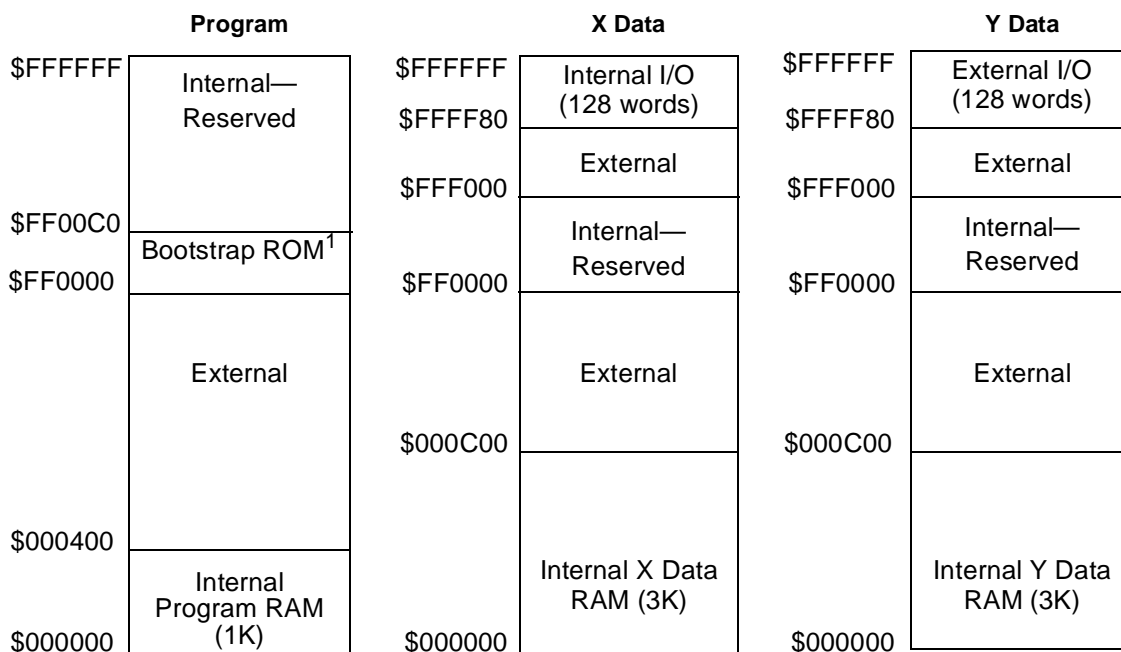 Program
$FFFFFF
Internal—
Reserved
$FF00C0
Bootstrap ROM1
$FF0000
External
$000400
Internal
Program RAM
(1K)
$000000
X Data
$FFFFFF
Internal I/O
(128 words)
$FFFF80
External
$FFF000
Internal—
Reserved
$FF0000
External
$000C00
Internal X Data
RAM (3K)
$000000
Y Data
$FFFFFF
External I/O
(128 words)
$FFFF80
External
$FFF000
Internal—
Reserved
$FF0000
External
$000C00
Internal Y Data
RAM (3K)
$000000